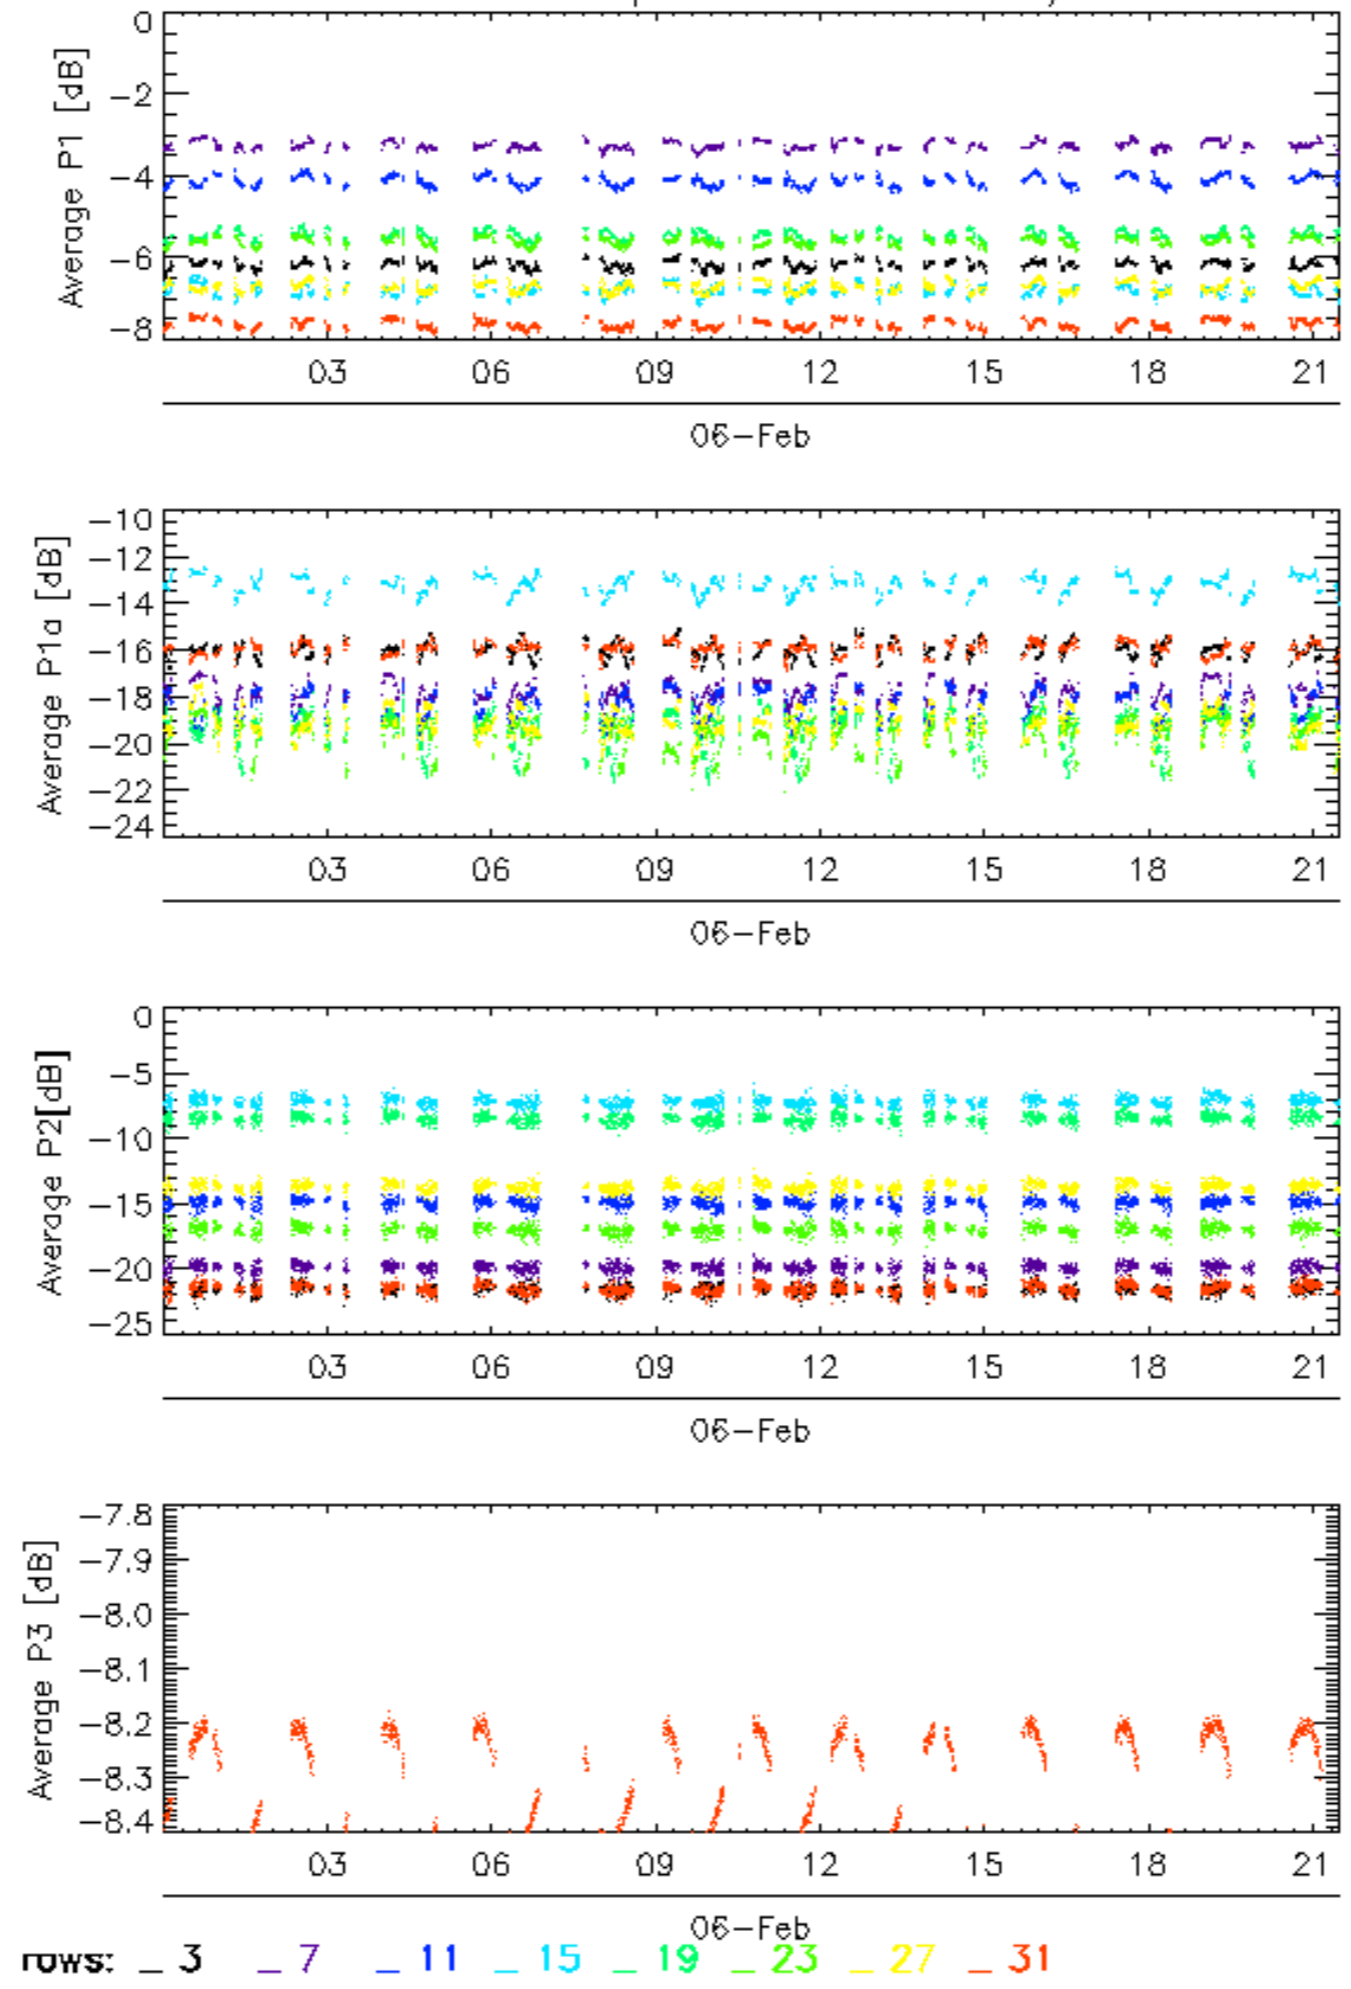 Average P1 [dB]
0
−2
−4
−6
−8
03 06 09 12 15 18 21
06−Feb
Average P1a [dB]
−10
−12
−14
−16
−18
−20
−22
−24
03 06 09 12 15 18 21
06−Feb
Average P2[dB]
0
−5
−10
−15
−20
−25
03 06 09 12 15 18 21
06−Feb
Average P3 [dB]
−7.8
−7.9
−8.0
−8.1
−8.2
−8.3
−8.4
03 06 09 12 15 18 21
06−Feb
rows: _ 3 _ 7 _ 11 _ 15 _ 19 _ 23 _ 27 _ 31